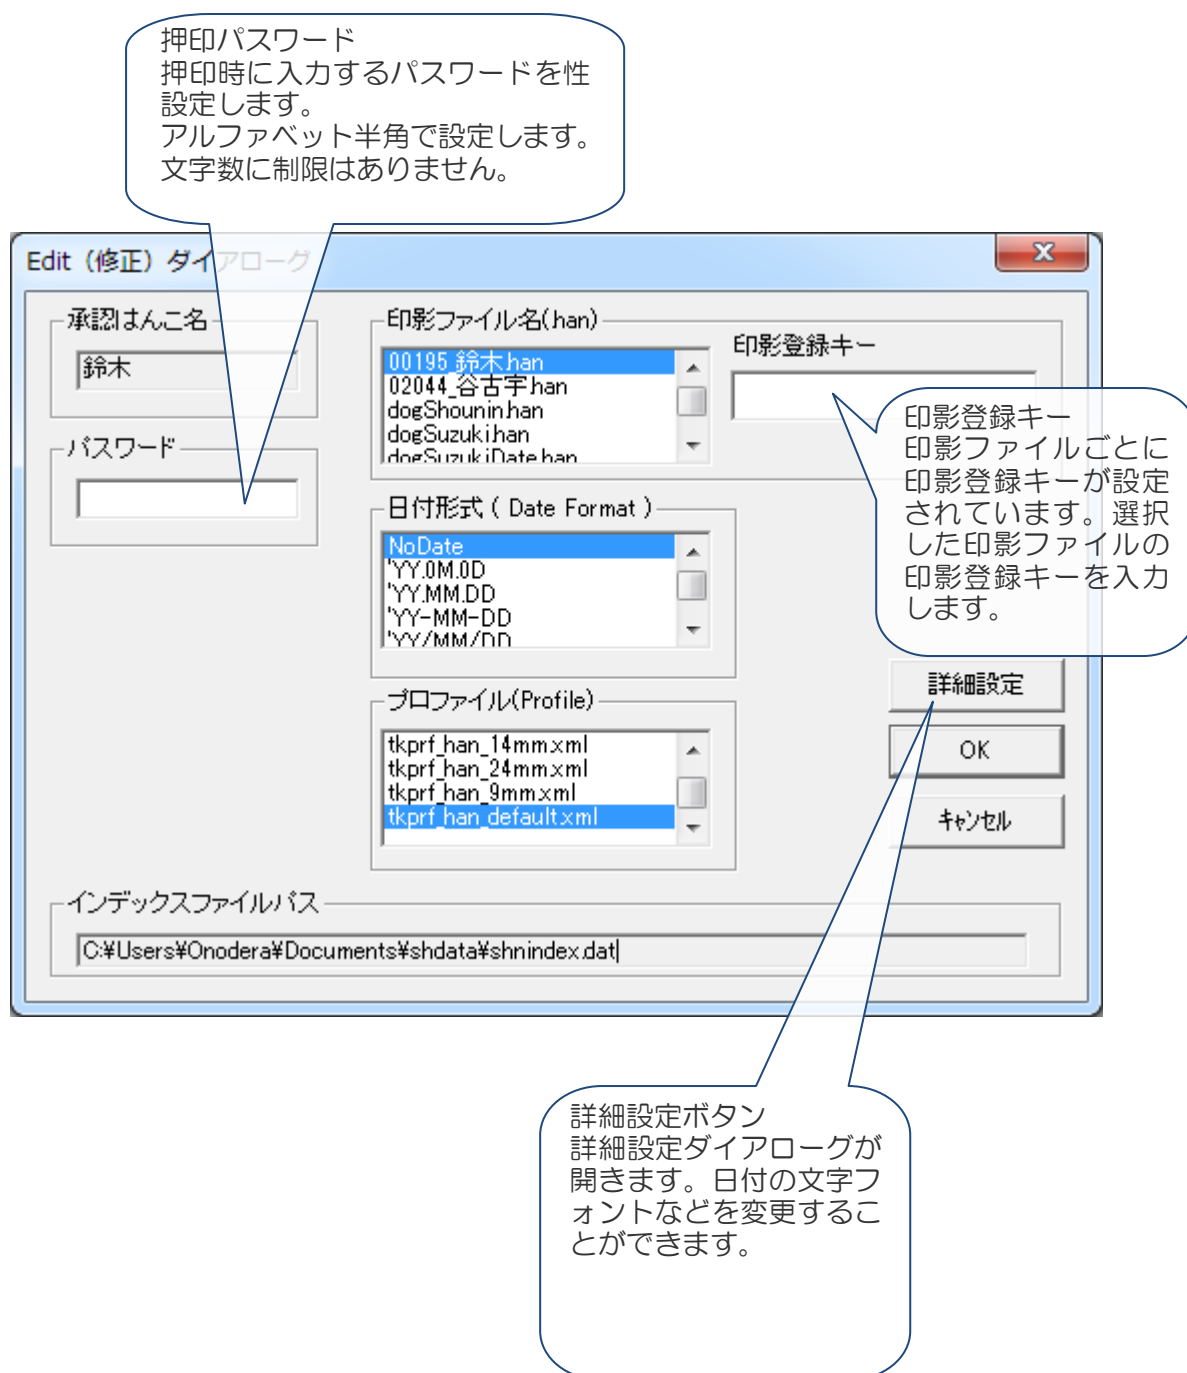 押印パスワード
押印時に入力するパスワードを性
設定します。
アルファベット半角で設定します。
文字数に制限はありません。
Edit（修正）ダイアローグ
承認はんこ名
鈴木
パスワード
印影ファイル名(han)
00195_鈴木.han
02044_谷古宇.han
dogShounin.han
dogSuzuki.han
dogSuzukiDate.han
印影登録キー
印影登録キー
印影ファイルごとに
印影登録キーが設定
されています。選択
した印影ファイルの
印影登録キーを入力
します。
日付形式 ( Date Format )
NoDate
'YY.0M.0D
'YY.MM.DD
'YY-MM-DD
'YY/MM/DD
プロファイル(Profile)
tkprf_han_14mm.xml
tkprf_han_24mm.xml
tkprf_han_9mm.xml
tkprf_han_default.xml
詳細設定
OK
キャンセル
インデックスファイルパス
C:¥Users¥Onodera¥Documents¥shdata¥shnindex.dat
詳細設定ボタン
詳細設定ダイアローグが
開きます。日付の文字フ
ォントなどを変更するこ
とができます。